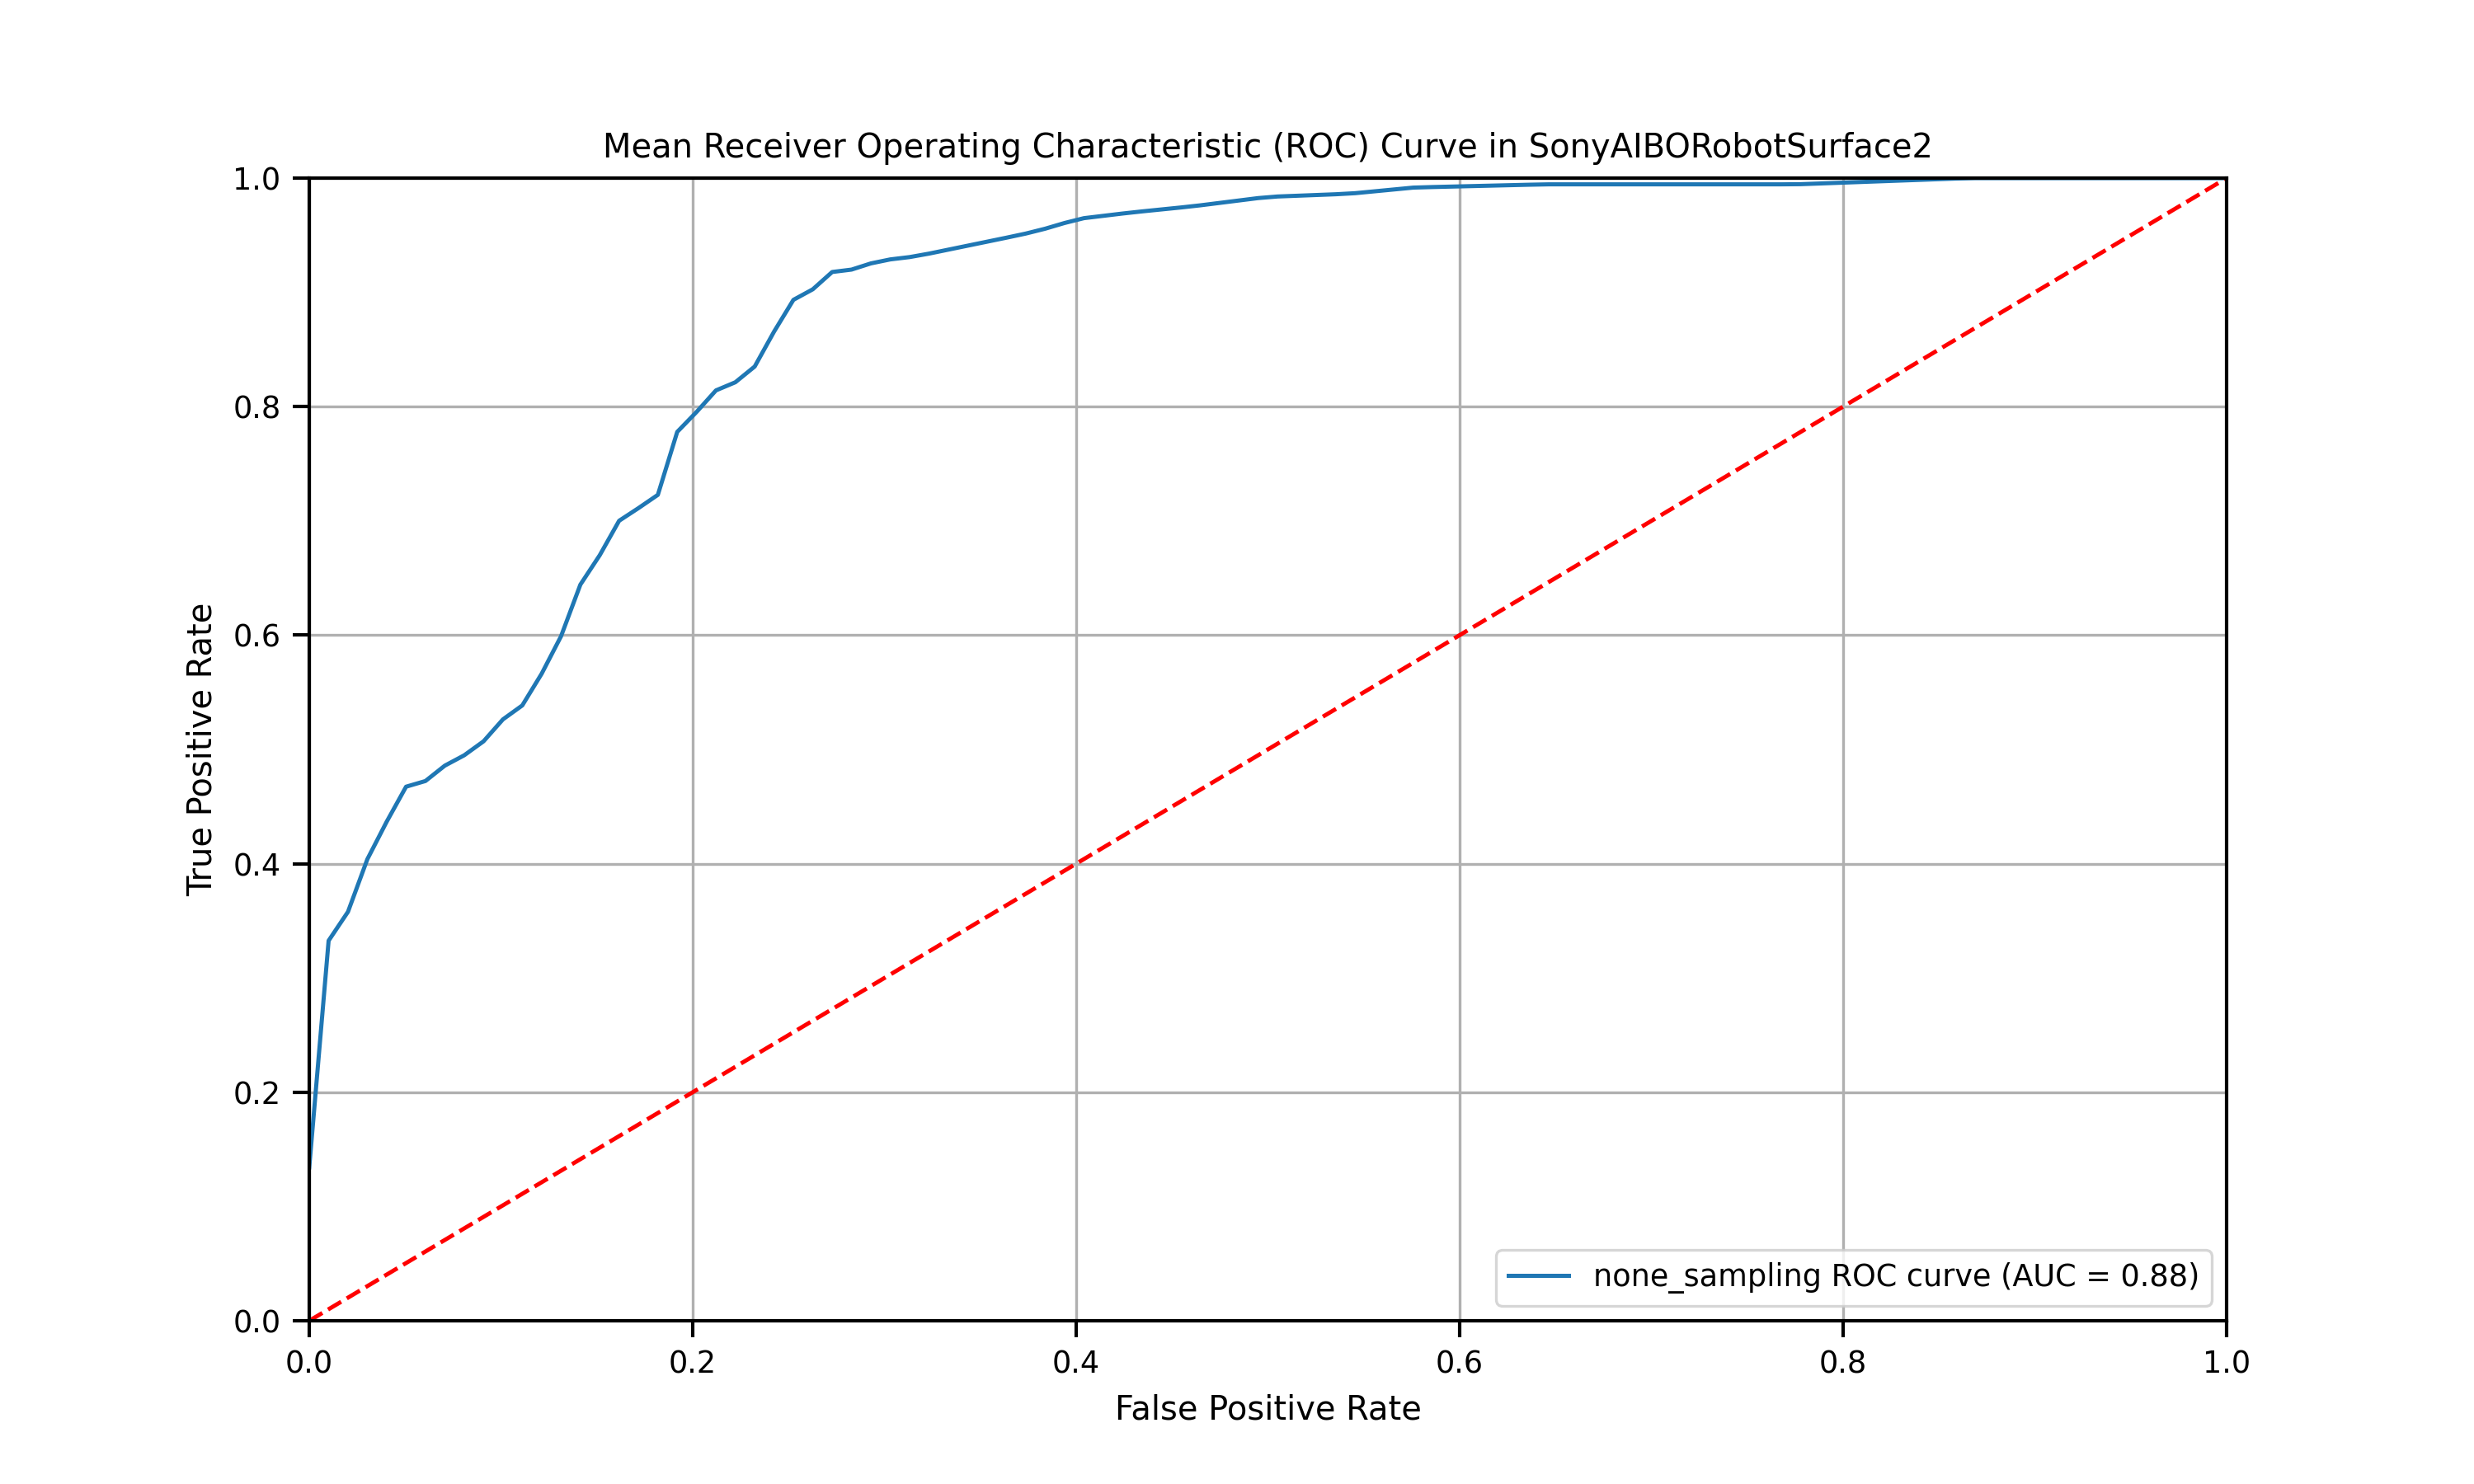 Mean Receiver Operating Characteristic (ROC) Curve in SonyAIBORobotSurface2
1.0
0.8
0.6
0.4
0.2
0.0
True Positive Rate
none_sampling ROC curve (AUC = 0.88)
0.0 0.2 0.4 0.6 0.8 1.0
False Positive Rate